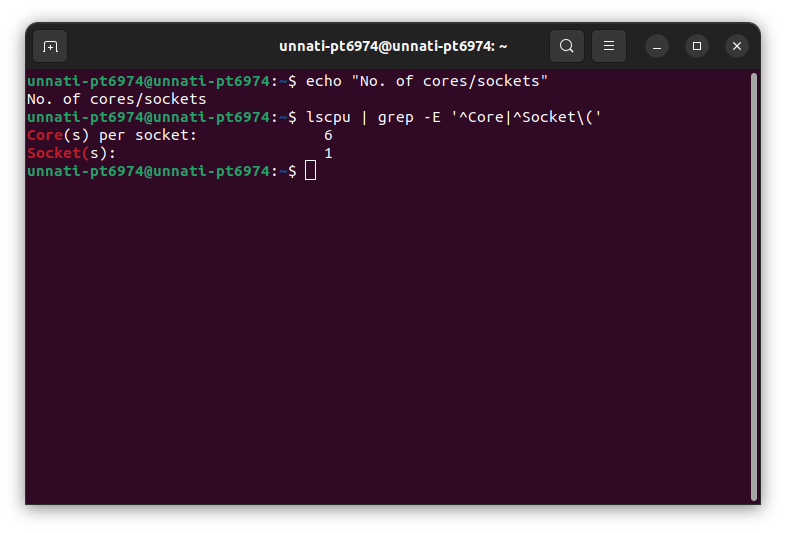 unnati-pt6974@unnati-pt6974: ~
unnati-pt6974@unnati-pt6974:~$ echo "No. of cores/sockets"
No. of cores/sockets
unnati-pt6974@unnati-pt6974:~$ lscpu | grep -E '^Core|^Socket\('
Core(s) per socket: 6
Socket(s): 1
unnati-pt6974@unnati-pt6974:~$